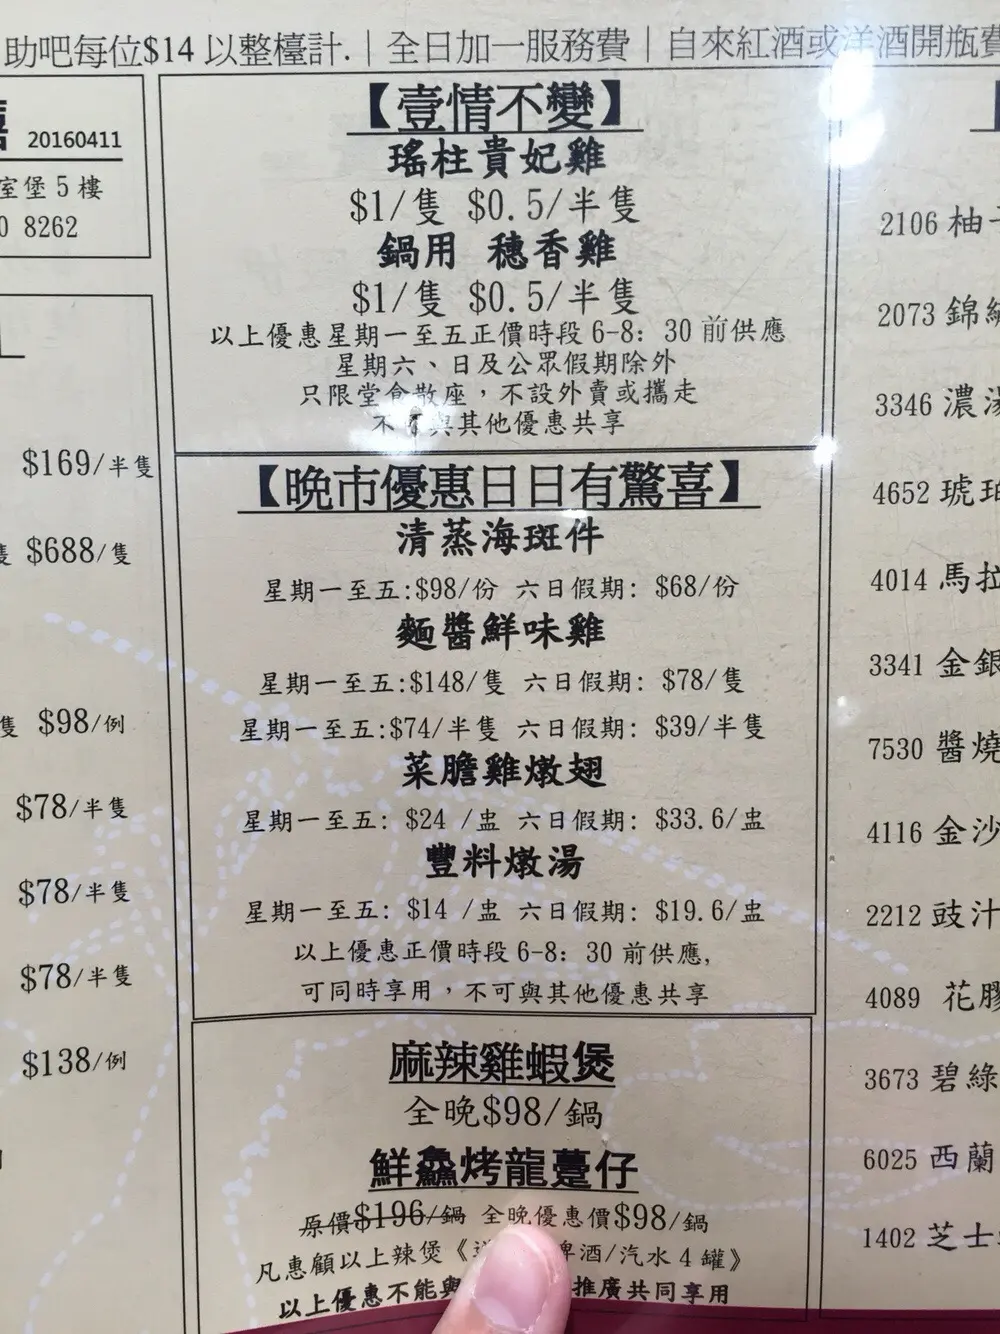 助吧每位$14 以整檯計.｜全日加一服務費｜自來紅酒或洋酒開瓶費
20160411
室堡 5 樓
0 8262
$169/半隻
$688/隻
隻 $98/例
$78/半隻
$78/半隻
$78/半隻
$138/例
【壹情不變】
瑤柱貴妃雞
$1/隻 $0.5/半隻
鍋用 穗香雞
$1/隻 $0.5/半隻
以上優惠星期一至五正價時段 6-8：30 前供應
星期六、日及公眾假期除外
只限堂食散座，不設外賣或攜走
不可與其他優惠共享
【晚市優惠日日有驚喜】
清蒸海斑件
星期一至五:$98/份 六日假期: $68/份
麵醬鮮味雞
星期一至五:$148/隻 六日假期: $78/隻
星期一至五:$74/半隻 六日假期: $39/半隻
菜膽雞燉翅
星期一至五: $24 /盅 六日假期: $33.6/盅
豐料燉湯
星期一至五: $14 /盅 六日假期: $19.6/盅
以上優惠正價時段 6-8：30 前供應,
可同時享用，不可與其他優惠共享
麻辣雞蝦煲
全晚$98/鍋
鮮鱻烤龍躉仔
原價$196/鍋 全晚優惠價$98/鍋
凡惠顧以上辣煲《 啤酒/汽水 4 罐》
以上優惠不能與 推廣共同享用
2106 柚子
2073 錦繡
3346 濃湯
4652 琥珀
4014 馬拉
3341 金銀
7530 醬燒
4116 金沙
2212 豉汁
4089 花膠
3673 碧綠
6025 西蘭
1402 芝士